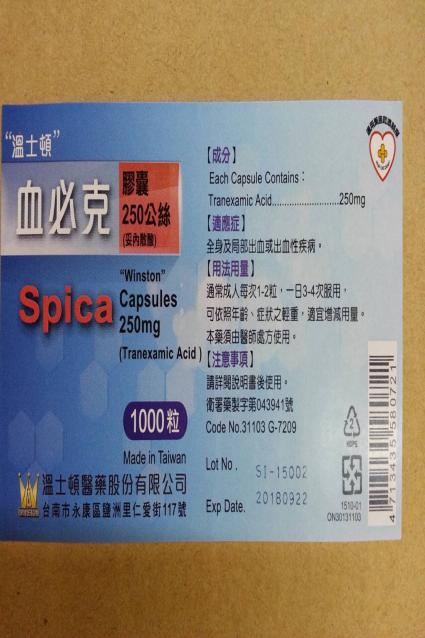 “溫士頓”
血必克
膠囊
250公絲
(妥內散酸)
Spica
“Winston”
Capsules
250mg
(Tranexamic Acid )
1000粒
Made in Taiwan
溫士頓醫藥股份有限公司
台南市永康區鹽洲里仁愛街117號
【成分】
Each Capsule Contains：
Tranexamic Acid..........................250mg
【適應症】
全身及局部出血或出血性疾病。
【用法用量】
通常成人每次1-2粒，一日3-4次服用，
可依照年齡、症狀之輕重，適宜增減用量。
本藥須由醫師處方使用。
【注意事項】
請詳閱說明書後使用。
衛署藥製字第043941號
Code No.31103 G-7209
Lot No . SI-15002
Exp Date. 20180922
2
HDPE
1510-01
ON30131103
4713435580721